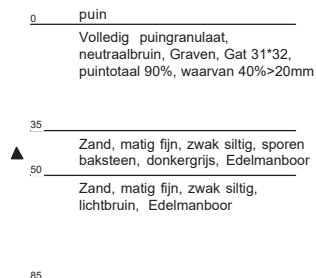 0 puin
Volledig puingranulaat,
neutraalbruin, Graven, Gat 31*32,
puintotaal 90%, waarvan 40%>20mm
35
Zand, matig fijn, zwak siltig, sporen
baksteen, donkergrijs, Edelmanboor
50
Zand, matig fijn, zwak siltig,
lichtbruin, Edelmanboor
85